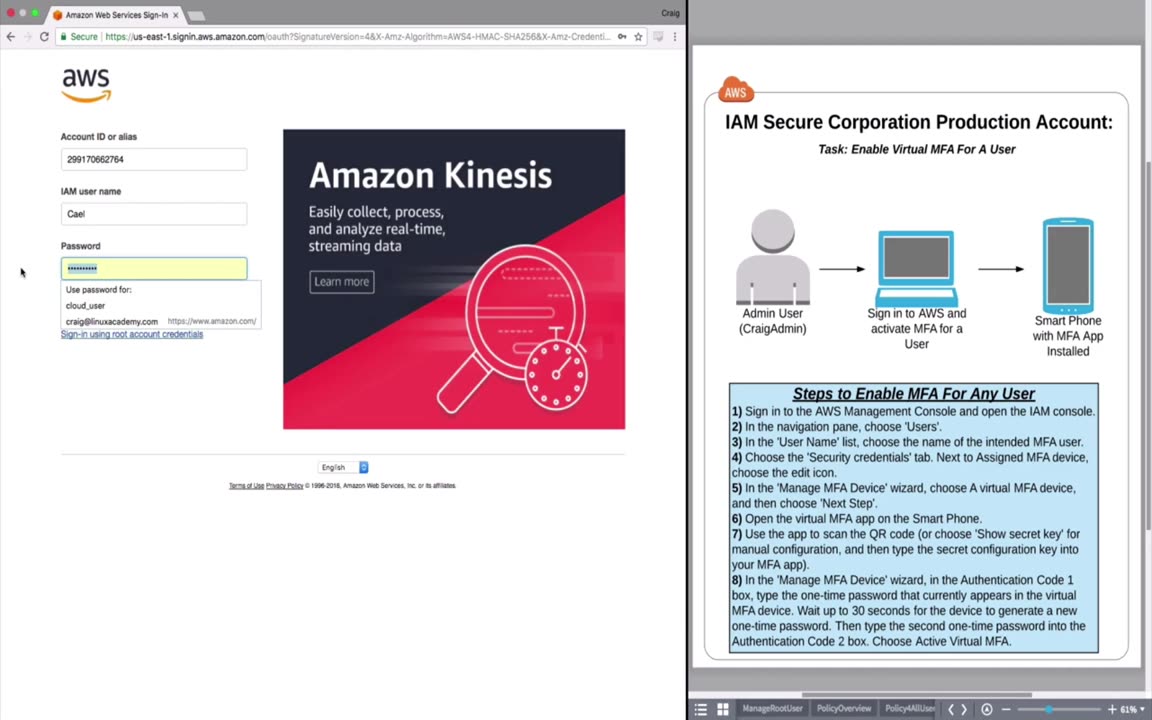 Amazon Web Services Sign-In
Craig
Secure
https://us-east-1.signin.aws.amazon.com/oauth?SignatureVersion=4&X-Amz-Algorithm=AWS4-HMAC-SHA256&X-Amz-Credenti...
aws
Account ID or alias
299170662764
IAM user name
Cael
Password
Use password for:
cloud_user
craig@linuxacademy.com https://www.amazon.com/
Sign-in using root account credentials
Amazon Kinesis
Easily collect, process,
and analyze real-time,
streaming data
Learn more
English
Terms of Use Privacy Policy © 1996-2018, Amazon Web Services, Inc. or its affiliates.
AWS
IAM Secure Corporation Production Account:
Task: Enable Virtual MFA For A User
Admin User
(CraigAdmin)
Sign in to AWS and
activate MFA for a
User
Smart Phone
with MFA App
Installed
Steps to Enable MFA For Any User
1) Sign in to the AWS Management Console and open the IAM console.
2) In the navigation pane, choose 'Users'.
3) In the 'User Name' list, choose the name of the intended MFA user.
4) Choose the 'Security credentials' tab. Next to Assigned MFA device,
choose the edit icon.
5) In the 'Manage MFA Device' wizard, choose A virtual MFA device,
and then choose 'Next Step'.
6) Open the virtual MFA app on the Smart Phone.
7) Use the app to scan the QR code (or choose 'Show secret key' for
manual configuration, and then type the secret configuration key into
your MFA app).
8) In the 'Manage MFA Device' wizard, in the Authentication Code 1
box, type the one-time password that currently appears in the virtual
MFA device. Wait up to 30 seconds for the device to generate a new
one-time password. Then type the second one-time password into the
Authentication Code 2 box. Choose Active Virtual MFA.
ManageRootUser PolicyOverview Policy4AllUser 61%